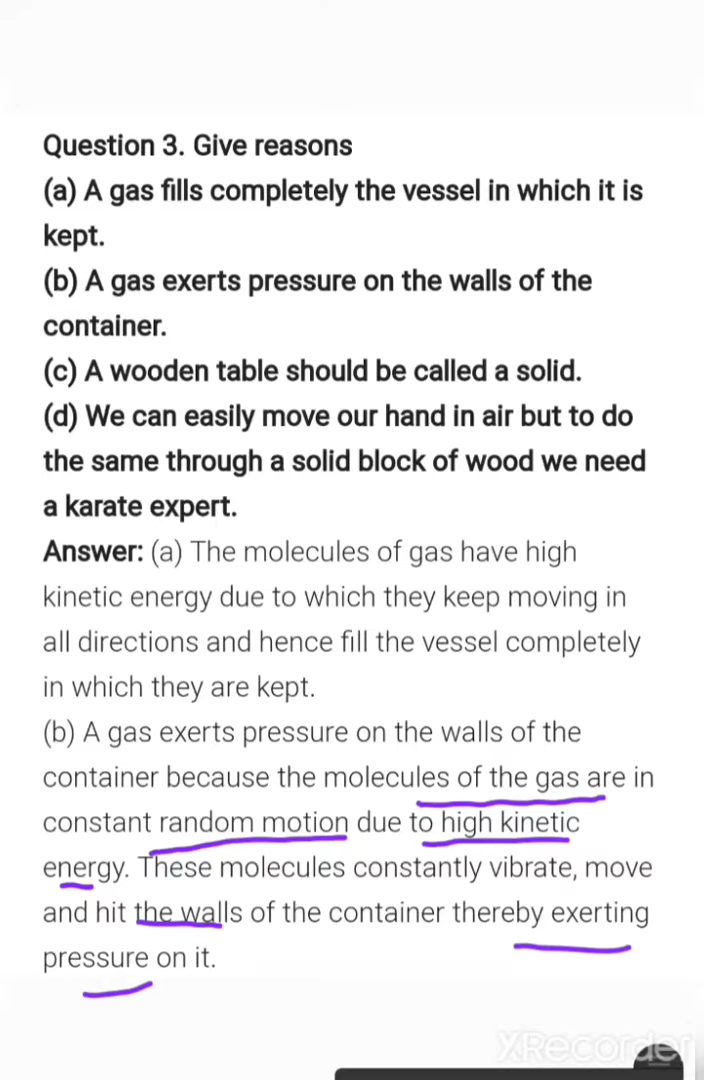 Question 3. Give reasons
(a) A gas fills completely the vessel in which it is
kept.
(b) A gas exerts pressure on the walls of the
container.
(c) A wooden table should be called a solid.
(d) We can easily move our hand in air but to do
the same through a solid block of wood we need
a karate expert.
Answer: (a) The molecules of gas have high
kinetic energy due to which they keep moving in
all directions and hence fill the vessel completely
in which they are kept.
(b) A gas exerts pressure on the walls of the
container because the molecules of the gas are in
constant random motion due to high kinetic
energy. These molecules constantly vibrate, move
and hit the walls of the container thereby exerting
pressure on it.
XRecorder